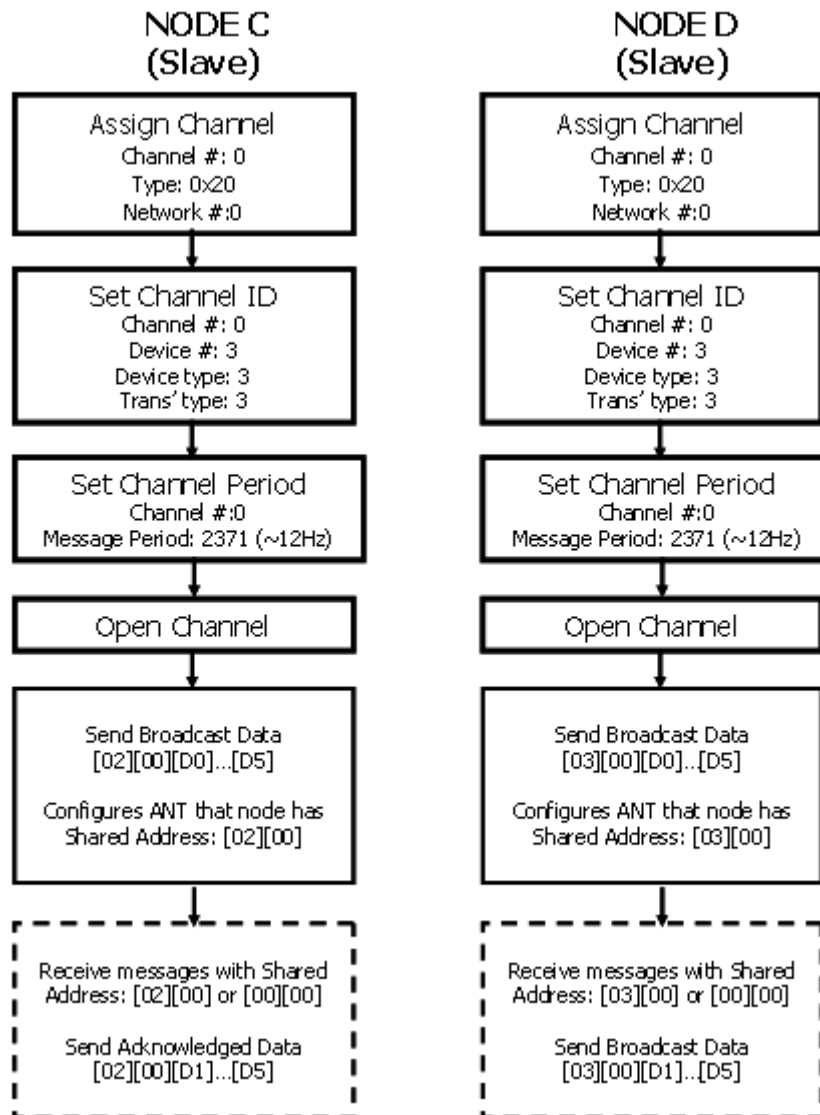 NODE C
(Slave)
Assign Channel
Channel #: 0
Type: 0x20
Network #:0
Set Channel ID
Channel #: 0
Device #: 3
Device type: 3
Trans' type: 3
Set Channel Period
Channel #:0
Message Period: 2371 (~12Hz)
Open Channel
Send Broadcast Data
[02][00][D0]...[D5]
Configures ANT that node has
Shared Address: [02][00]
Receive messages with Shared
Address: [02][00] or [00][00]
Send Acknowledged Data
[02][00][D1]...[D5]
NODE D
(Slave)
Assign Channel
Channel #: 0
Type: 0x20
Network #:0
Set Channel ID
Channel #: 0
Device #: 3
Device type: 3
Trans' type: 3
Set Channel Period
Channel #:0
Message Period: 2371 (~12Hz)
Open Channel
Send Broadcast Data
[03][00][D0]...[D5]
Configures ANT that node has
Shared Address: [03][00]
Receive messages with Shared
Address: [03][00] or [00][00]
Send Broadcast Data
[03][00][D1]...[D5]